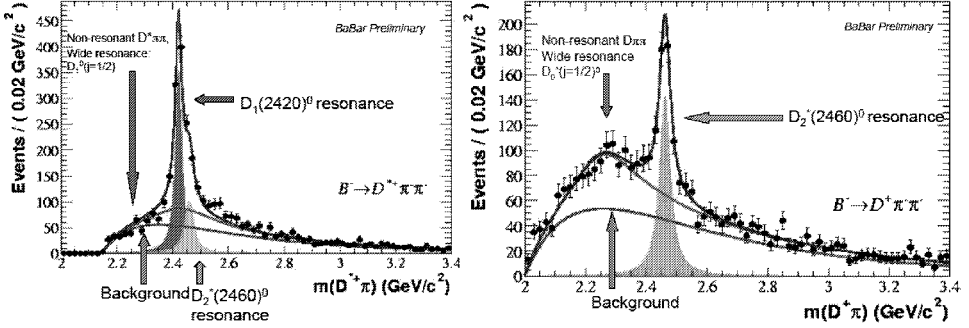 BaBar Preliminary
Non-resonant D*ππ,
Wide resonance:
D₁⁰(j=1/2)
D₁(2420)⁰ resonance
B⁻→D*⁺π⁻π⁻
Events / ( 0.02 GeV/c² )
450
400
350
300
250
200
150
100
50
0
2 2.2 2.4 2.6 2.8 3 3.2 3.4
m(D*⁺π) (GeV/c²)
Background
D₂*(2460)⁰
resonance
BaBar Preliminary
Non-resonant Dππ
Wide resonance
D₀*(j=1/2)⁰
D₂*(2460)⁰ resonance
B⁻→D⁺π⁻π⁻
Events / ( 0.02 GeV/c² )
200
180
160
140
120
100
80
60
40
20
0
2 2.2 2.4 2.6 2.8 3 3.2 3.4
m(D⁺π) (GeV/c²)
Background